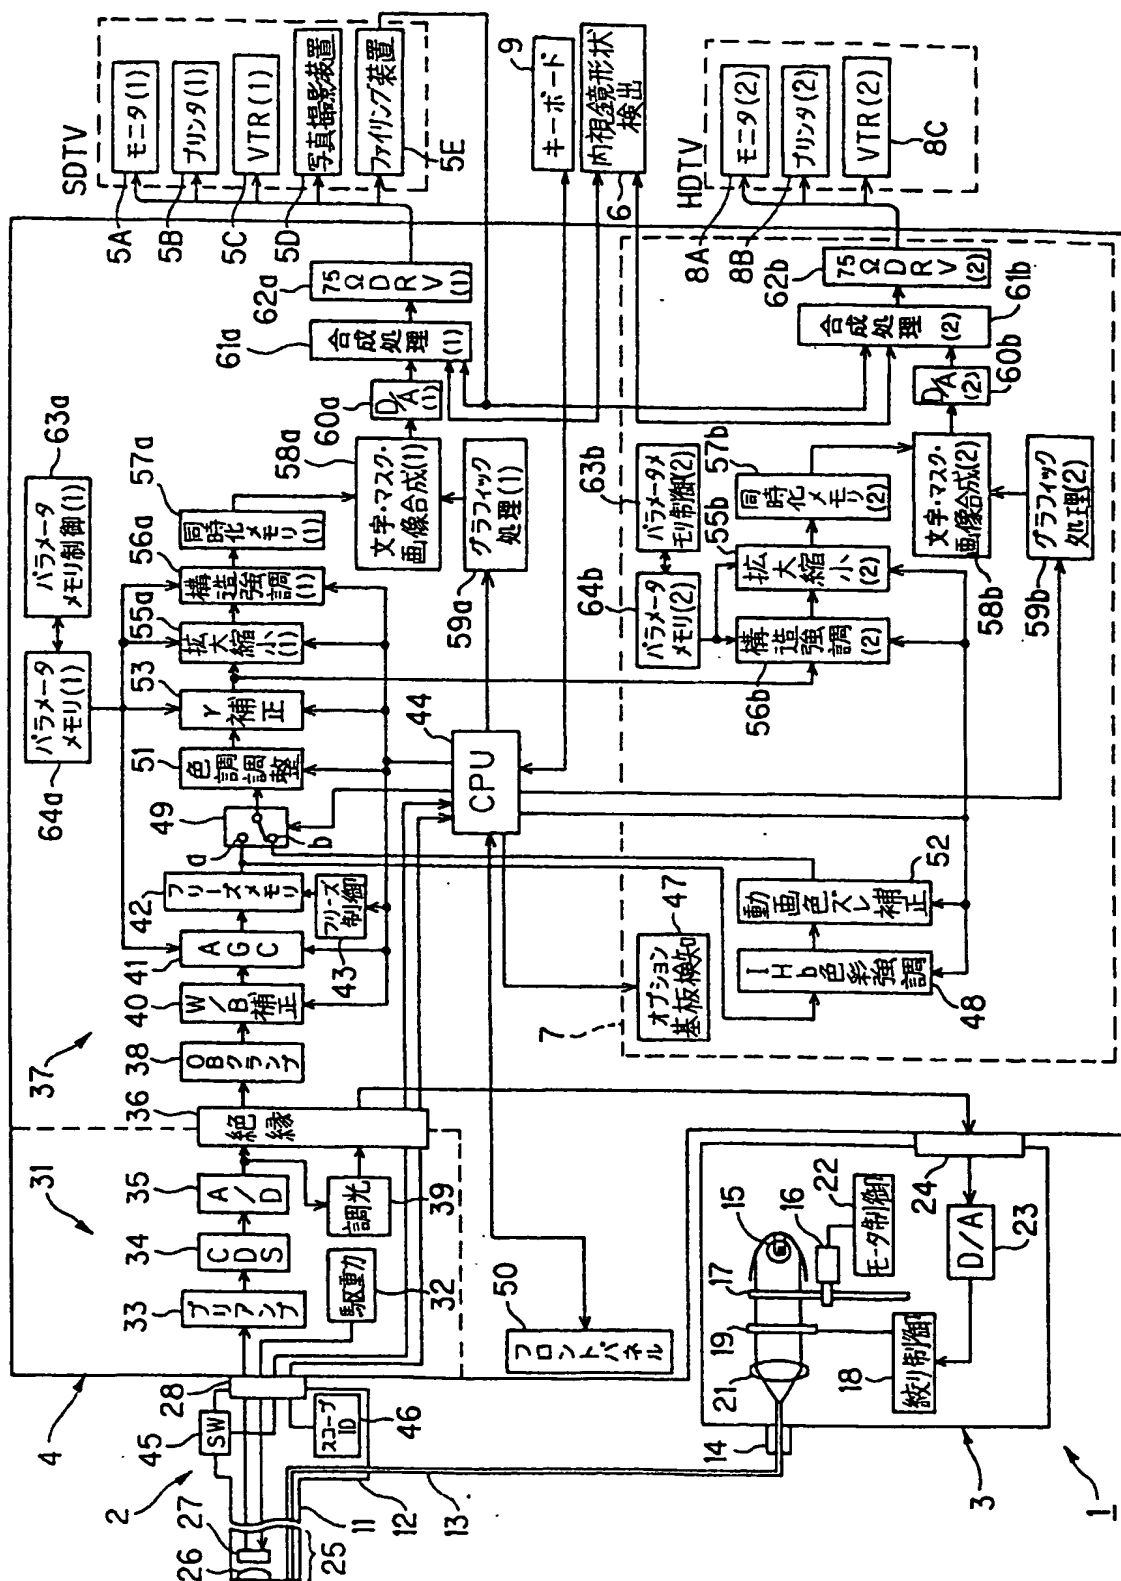 SDTV
5A
モニタ(1)
5B
プリンタ(1)
5C
VTR(1)
5D
写真撮影装置
5E
ファイリング装置
9
キーボード
6
内視鏡形状
検出
HDTV
8A
モニタ(2)
8B
プリンタ(2)
8C
VTR(2)
63a
パラメータ
メモリ制御(1)
64a
パラメータ
メモリ(1)
62a
75
Ω
D
R
V
(1)
61a
合成処理
(1)
60a
D/A
(1)
58a
文字・マスク・
画像合成(1)
59a
グラフィック
処理(1)
57a
同時化メモリ
(1)
56a
構造強調
(1)
55a
拡大縮小
(1)
53
γ補正
51
色調調整
49
a
b
42
フリーズメモリ
43
フリーズ
制御
41
AGC
40
W/B補正
38
OBクランプ
37
36
絶縁
31
35
A/D
34
CDS
33
プリアンプ
39
調光
32
駆動
4
28
45
SW
46
スコープ
ID
2
27
26
25
11
12
13
44
CPU
50
フロント・パネル
47
オプション
基板検知
7
52
動画色ズレ補正
48
IHb色彩強調
64b
パラメータ
メモリ(2)
63b
パラメタメ
モリ制御(2)
56b
構造強調
(2)
55b
拡大縮小
(2)
57b
同時化メモリ
(2)
58b
文字・マスク・
画像合成(2)
59b
グラフィック
処理(2)
60b
D/A
(2)
61b
合成処理
(2)
62b
75
Ω
D
R
V
(2)
14
21
19
17
15
16
22
モータ制御
18
絞り制御
23
D/A
24
3
1